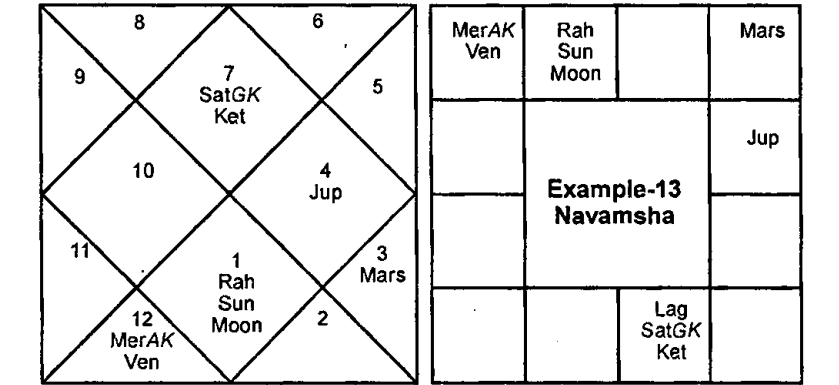 8
6
9
7
SatGK
Ket
5
10
4
Jup
11
1
Rah
Sun
Moon
3
Mars
12
MerAK
Ven
2
MerAK
Ven
Rah
Sun
Moon
Mars
Jup
Example-13
Navamsha
Lag
SatGK
Ket